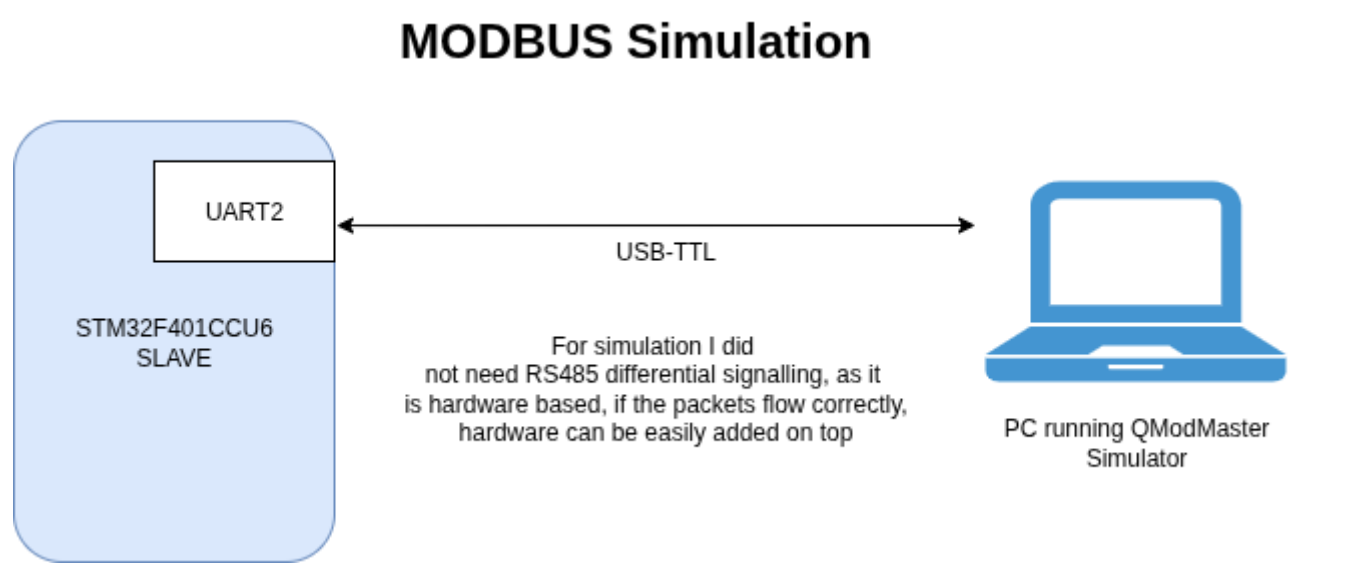 MODBUS Simulation
UART2
USB-TTL
STM32F401CCU6
SLAVE
For simulation I did
not need RS485 differential signalling, as it
is hardware based, if the packets flow correctly,
hardware can be easily added on top
PC running QModMaster
Simulator